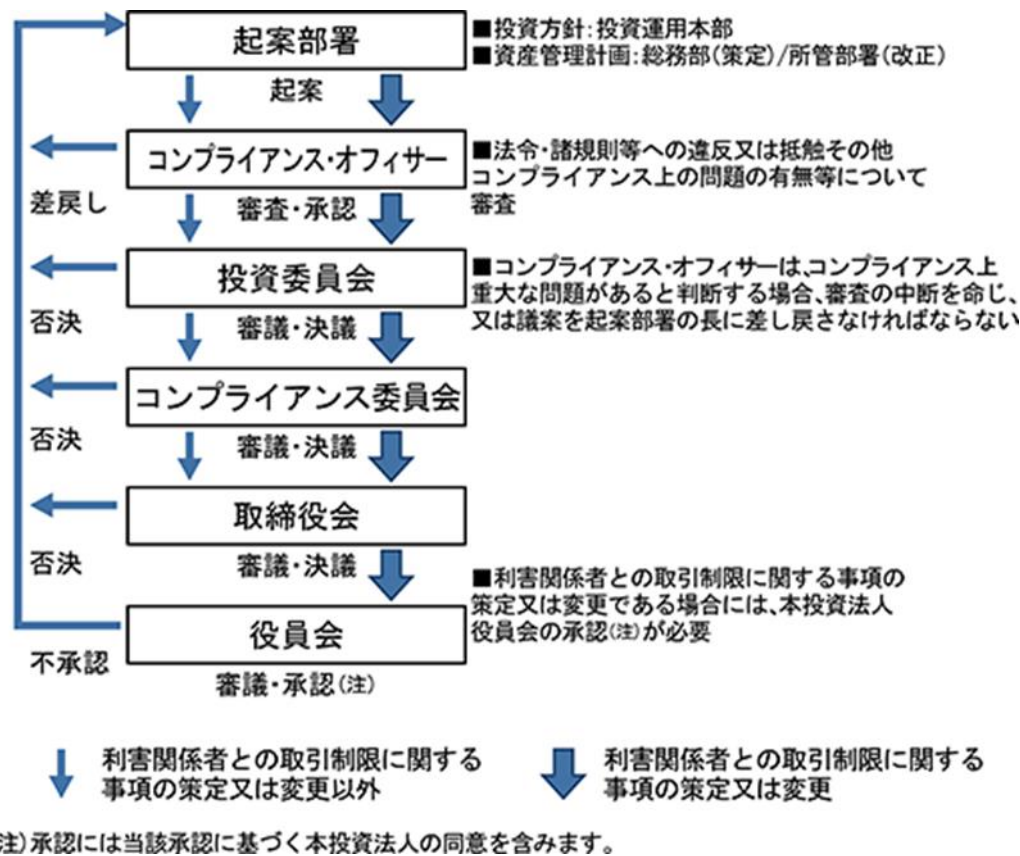 起案部署
■投資方針：投資運用本部
■資産管理計画：総務部（策定）/所管部署（改正）
起案
コンプライアンス・オフィサー
■法令・諸規則等への違反又は抵触その他
コンプライアンス上の問題の有無等について
審査
差戻し
審査・承認
投資委員会
■コンプライアンス・オフィサーは、コンプライアンス上
重大な問題があると判断する場合、審査の中断を命じ、
又は議案を起案部署の長に差し戻さなければならない
否決
審議・決議
コンプライアンス委員会
否決
審議・決議
取締役会
否決
審議・決議
■利害関係者との取引制限に関する事項の
策定又は変更である場合には、本投資法人
役員会の承認（注）が必要
役員会
不承認
審議・承認（注）
利害関係者との取引制限に関する
事項の策定又は変更以外
利害関係者との取引制限に関する
事項の策定又は変更
注）承認には当該承認に基づく本投資法人の同意を含みます。